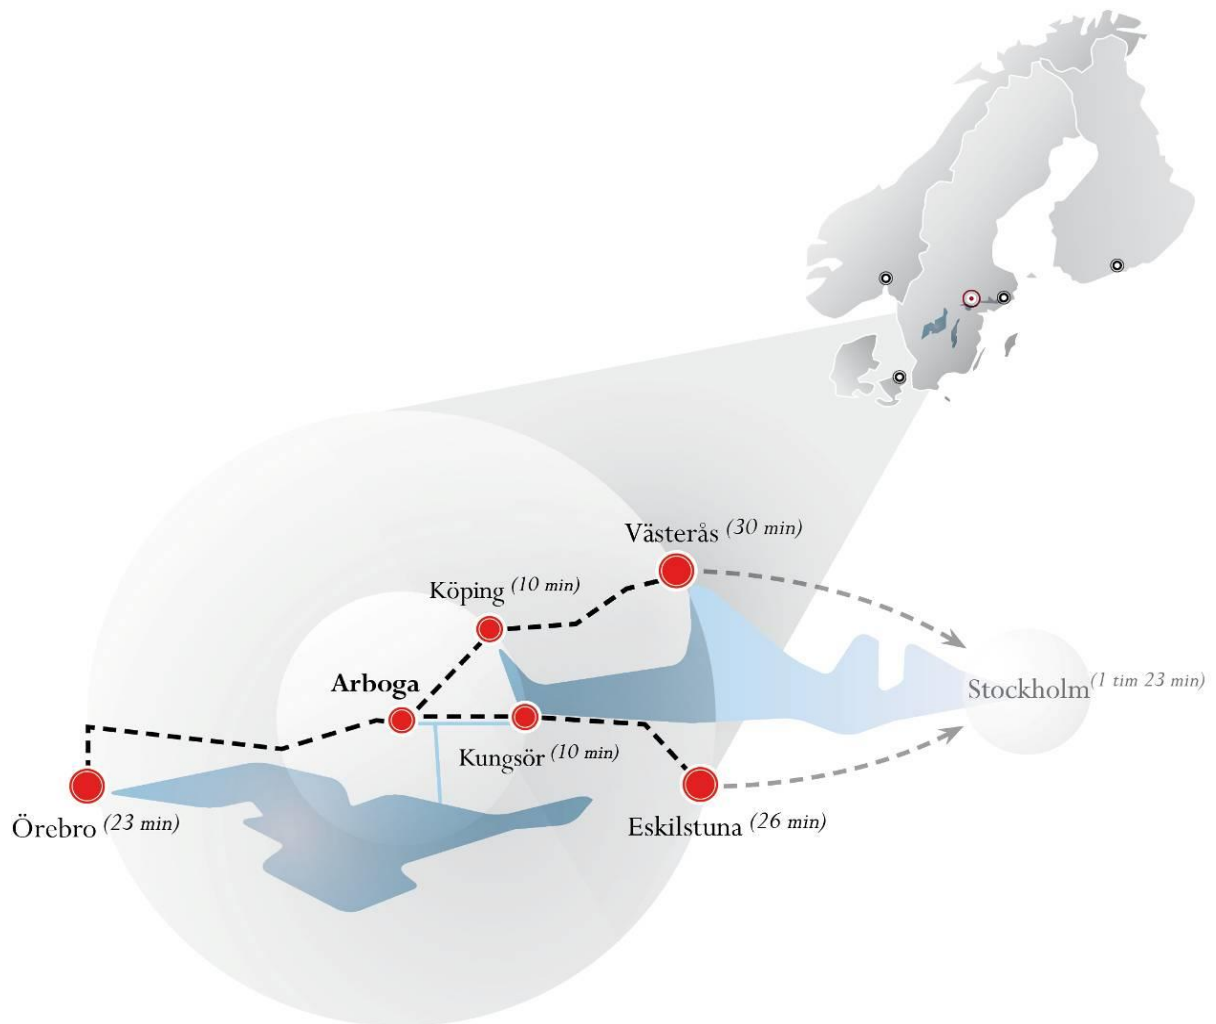 Västerås (30 min)
Köping (10 min)
Arboga
Stockholm (1 tim 23 min)
Kungsör (10 min)
Örebro (23 min)
Eskilstuna (26 min)